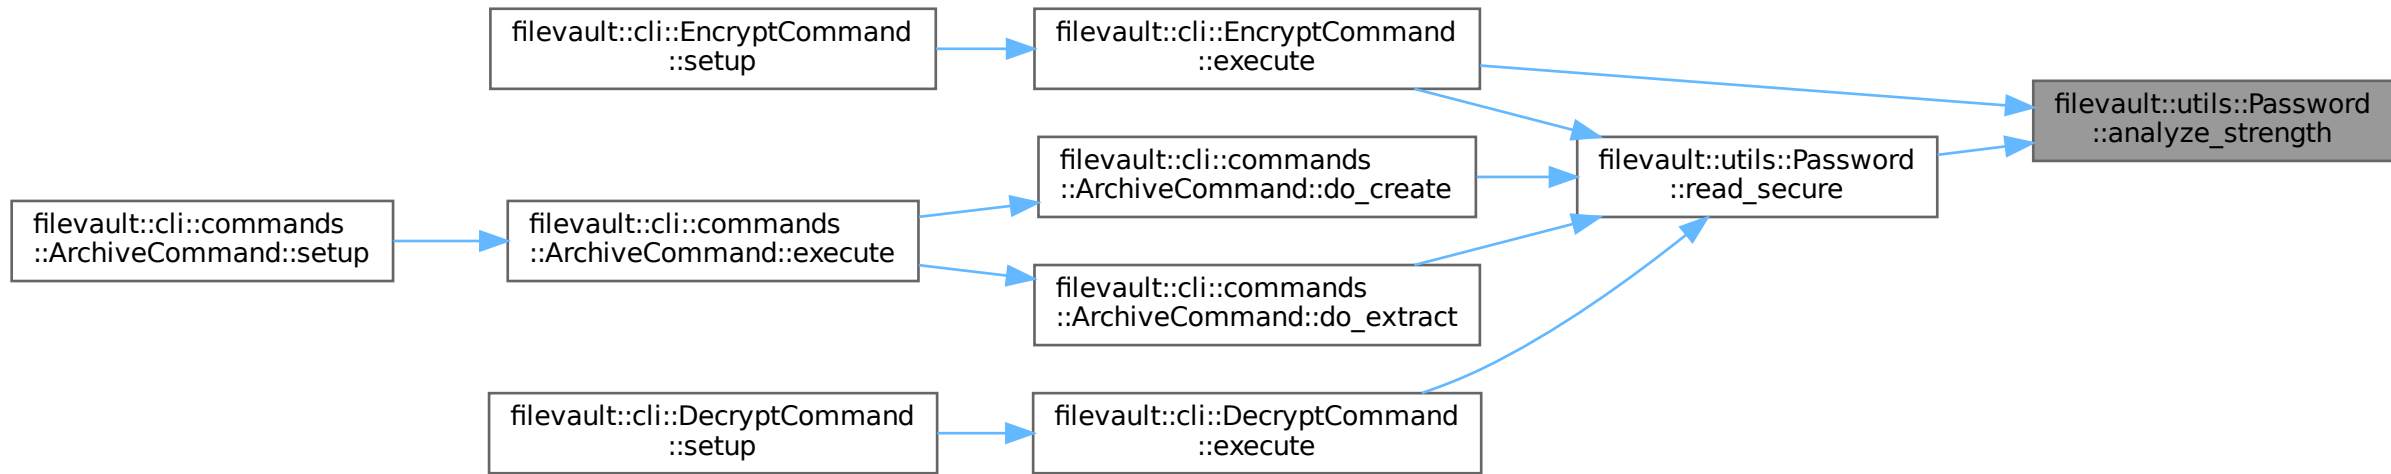 filevault::cli::EncryptCommand
::setup
filevault::cli::EncryptCommand
::execute
filevault::utils::Password
::analyze_strength
filevault::cli::commands
::ArchiveCommand::do_create
filevault::utils::Password
::read_secure
filevault::cli::commands
::ArchiveCommand::setup
filevault::cli::commands
::ArchiveCommand::execute
filevault::cli::commands
::ArchiveCommand::do_extract
filevault::cli::DecryptCommand
::setup
filevault::cli::DecryptCommand
::execute